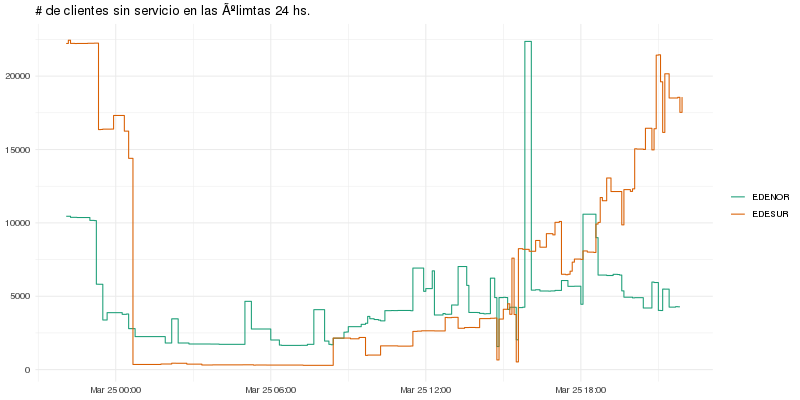 # de clientes sin servicio en las Ãºlimtas 24 hs.
20000
15000
10000
5000
0
Mar 25 00:00
Mar 25 06:00
Mar 25 12:00
Mar 25 18:00
EDENOR
EDESUR